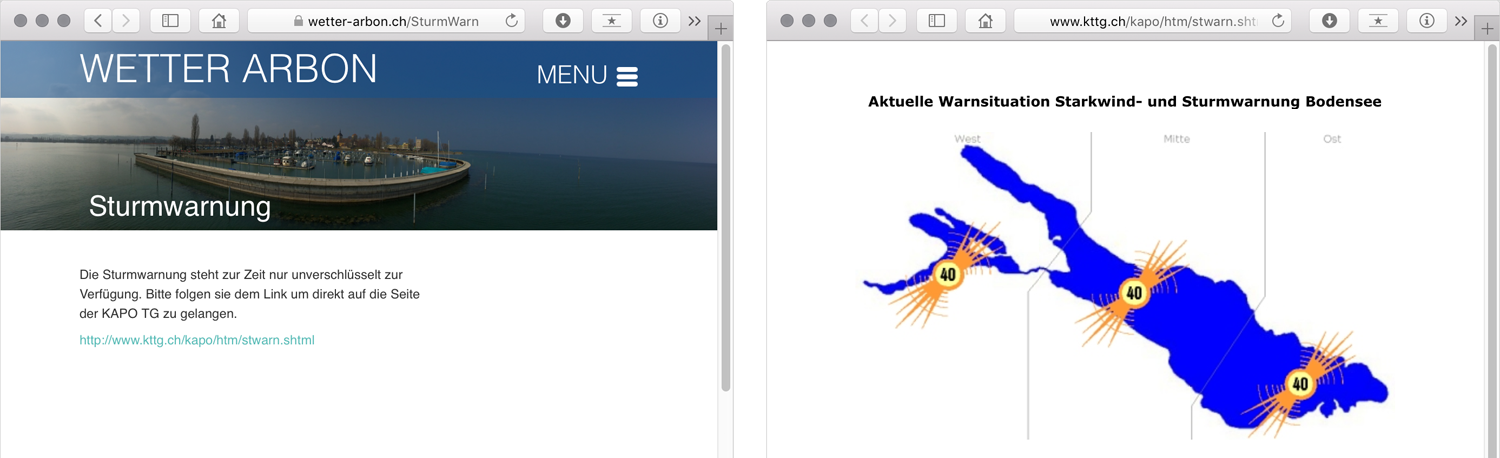 wetter-arbon.ch/SturmWarn
WETTER ARBON
MENU
Sturmwarnung
Die Sturmwarnung steht zur Zeit nur unverschlüsselt zur
Verfügung. Bitte folgen sie dem Link um direkt auf die Seite
der KAPO TG zu gelangen.
http://www.kttg.ch/kapo/htm/stwarn.shtml
www.kttg.ch/kapo/htm/stwarn.sht
Aktuelle Warnsituation Starkwind- und Sturmwarnung Bodensee
West
Mitte
Ost
40
40
40